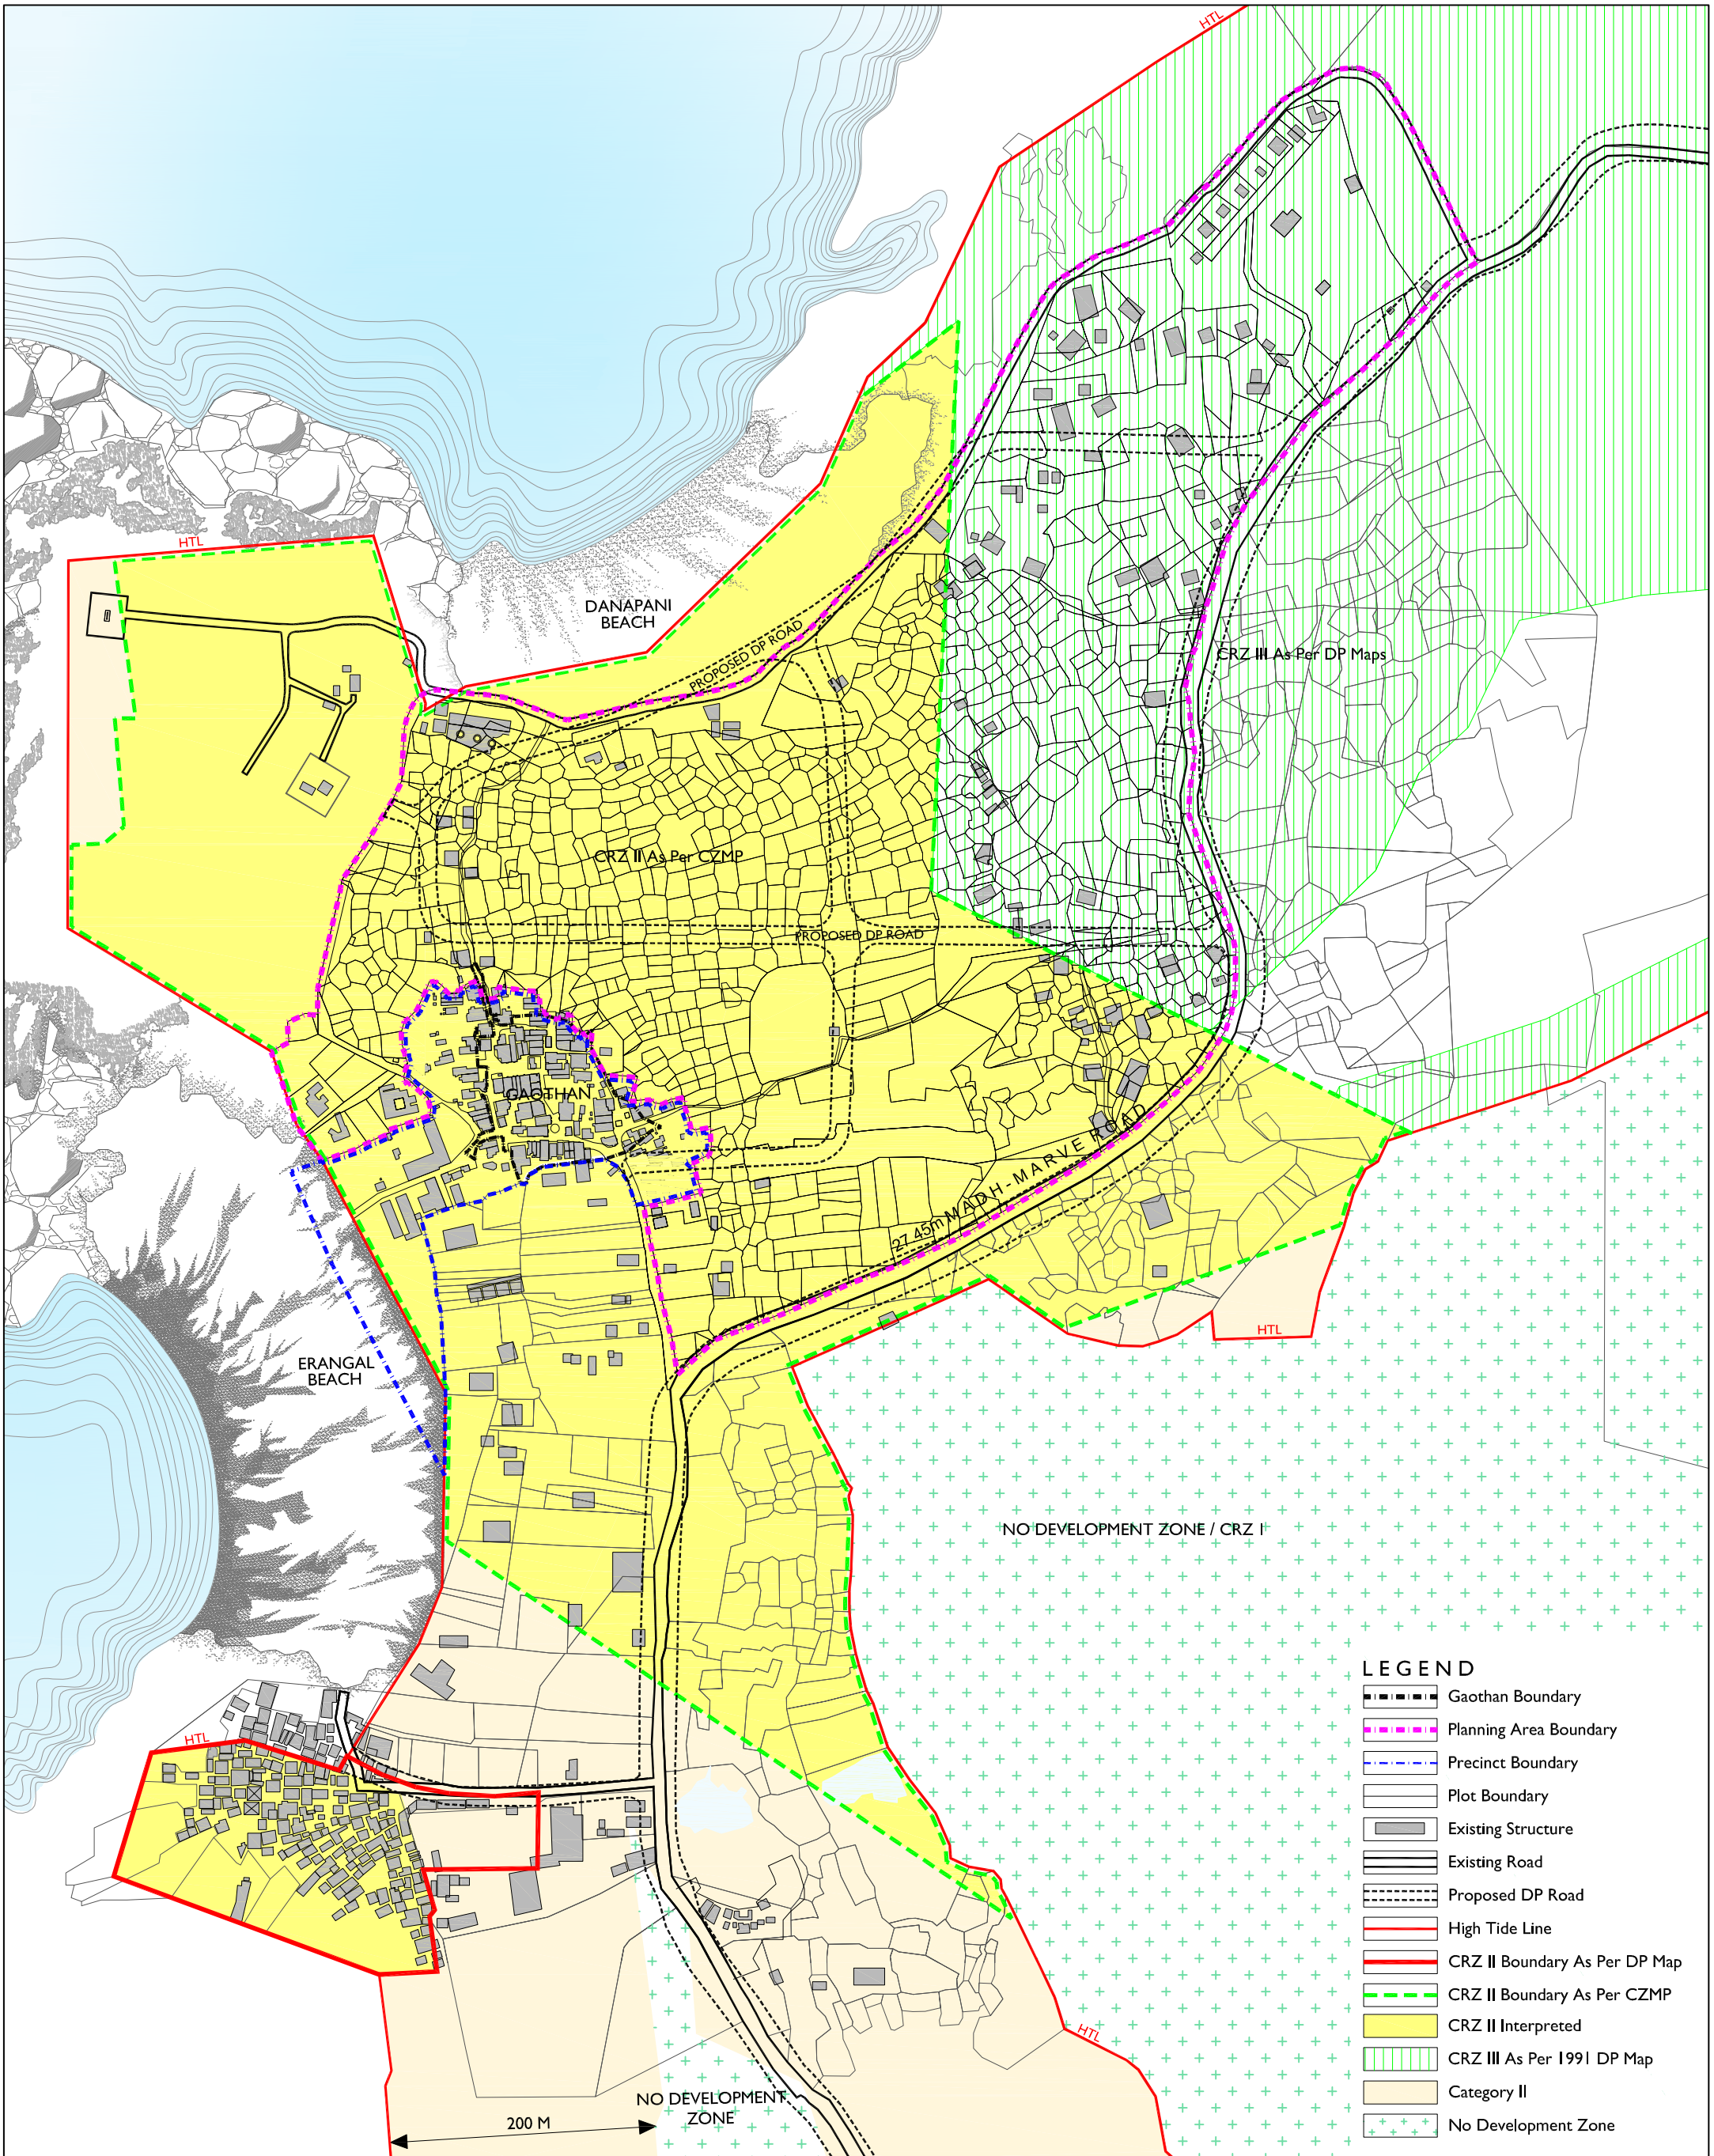 HTL
HTL
DANAPANI
BEACH
PROPOSED DP ROAD
CRZ III As Per DP Maps
CRZ II As Per CZMP
PROPOSED DP ROAD
GAOTHAN
27.45m MADH-MARVE ROAD
HTL
ERANGAL
BEACH
NO DEVELOPMENT ZONE / CRZ I
HTL
HTL
NO DEVELOPMENT
ZONE
200 M
LEGEND
Gaothan Boundary
Planning Area Boundary
Precinct Boundary
Plot Boundary
Existing Structure
Existing Road
Proposed DP Road
High Tide Line
CRZ II Boundary As Per DP Map
CRZ II Boundary As Per CZMP
CRZ II Interpreted
CRZ III As Per 1991 DP Map
Category II
No Development Zone